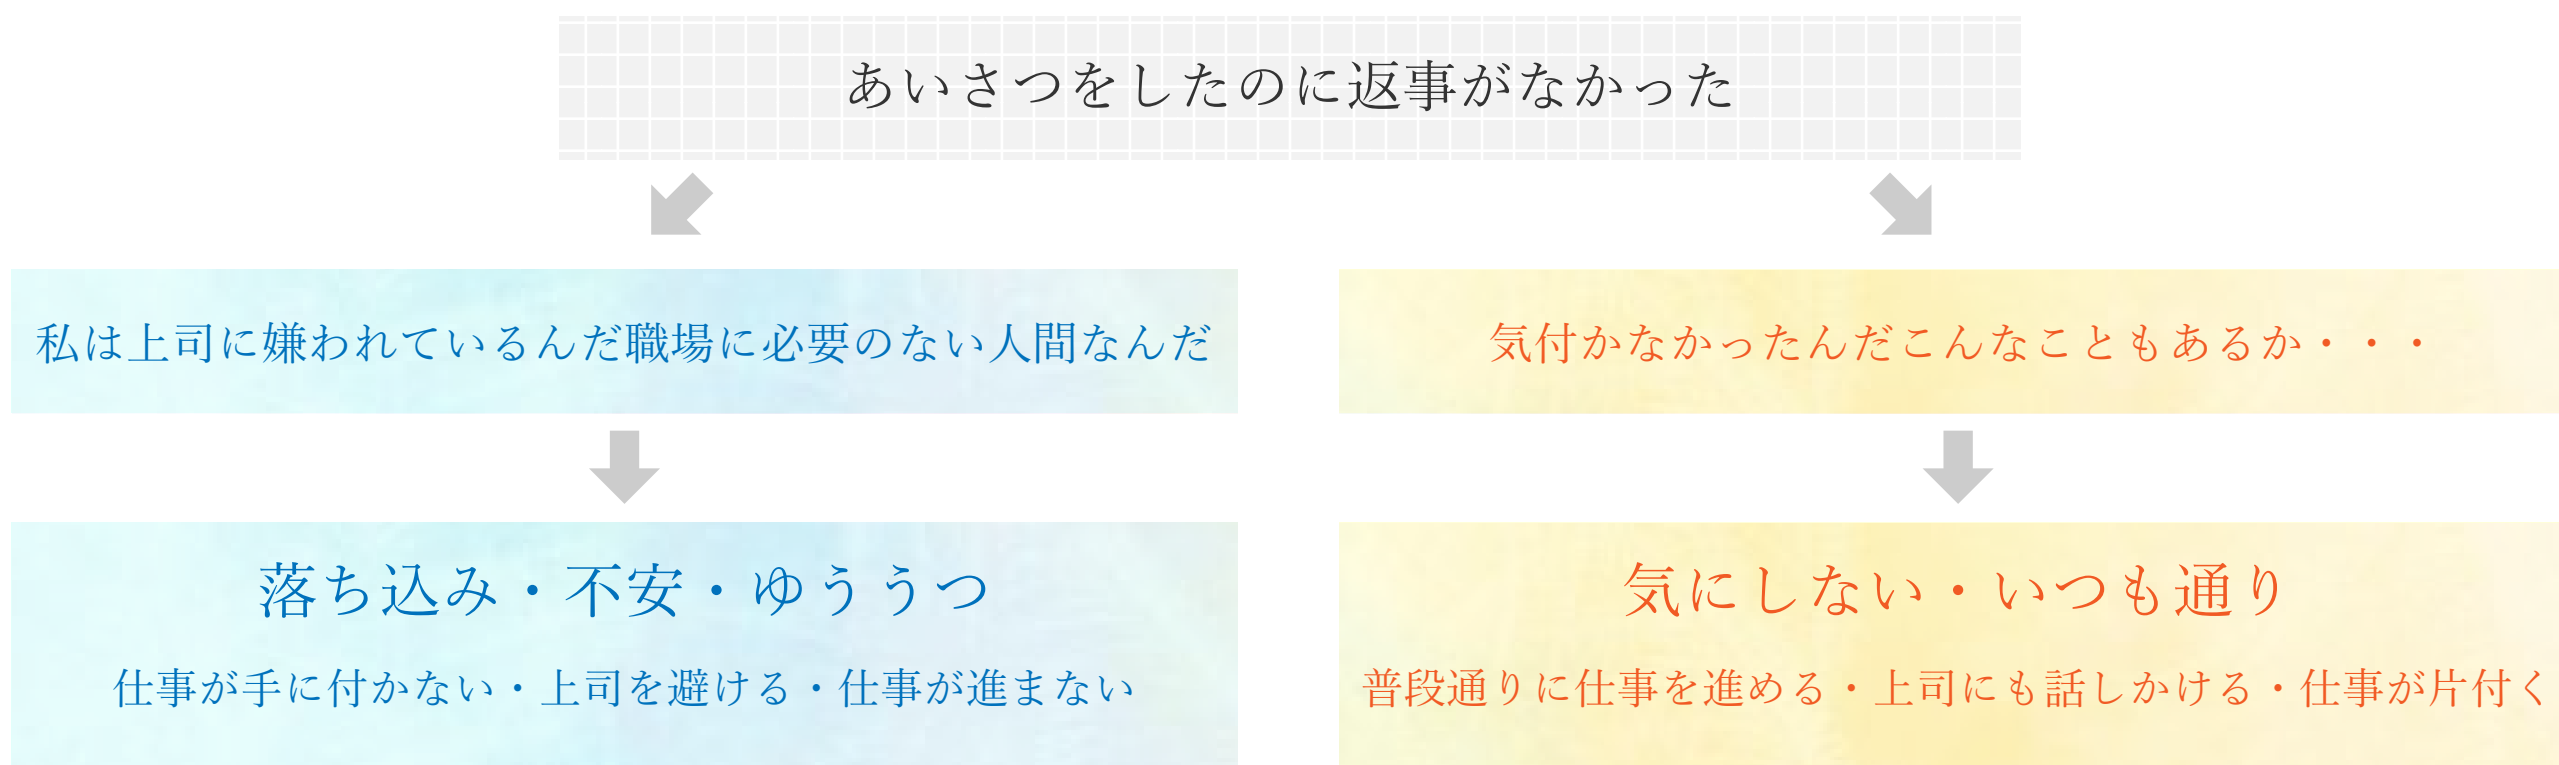 あいさつをしたのに返事がなかった
私は上司に嫌われているんだ職場に必要のない人間なんだ
気付かなかったんだこんなこともあるか・・・
落ち込み・不安・ゆううつ
仕事が手に付かない・上司を避ける・仕事が進まない
気にしない・いつも通り
普段通りに仕事を進める・上司にも話しかける・仕事が片付く